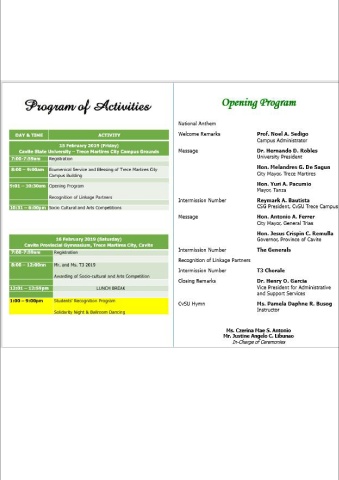 Program of Activities
DAY & TIME ACTIVITY
15 February 2019 (Friday)
Cavite State University – Trece Martires City Campus Grounds
7:00-7:59am Registration
8:00 – 9:00am Ecumenical Service and Blessing of Trece Martires City
Campus Building
9:01 – 10:30am Opening Program
Recognition of Linkage Partners
10:31 – 6:00pm Socio Cultural and Arts Competitions
16 February 2019 (Saturday)
Cavite Provincial Gymnasium, Trece Martires City, Cavite
7:00-7:59am Registration
8:00 – 12:00nn Mr. and Ms. T3 2019
Awarding of Socio-cultural and Arts Competition
12:01 – 12:59pm LUNCH BREAK
1:00 – 9:00pm Students' Recognition Program
Solidarity Night & Ballroom Dancing
Opening Program
National Anthem
Welcome Remarks Prof. Noel A. Sedigo
Campus Administrator
Message Dr. Hernando D. Robles
University President
Hon. Melandres G. De Sagun
City Mayor, Trece Martires
Hon. Yuri A. Pacumio
Mayor, Tanza
Intermission Number Reymark A. Bautista
CSG President, CvSU Trece Campus
Message Hon. Antonio A. Ferrer
City Mayor, General Trias
Hon. Jesus Crispin C. Remulla
Governor, Province of Cavite
Intermission Number The Generals
Recognition of Linkage Partners
Intermission Number T3 Chorale
Closing Remarks Dr. Henry O. Garcia
Vice President for Administrative
and Support Services
CvSU Hymn Ms. Pamela Daphne R. Busog
Instructor
Ms. Czerina Mae S. Antonio
Mr. Justine Angelo C. Libunao
In-Charge of Ceremonies